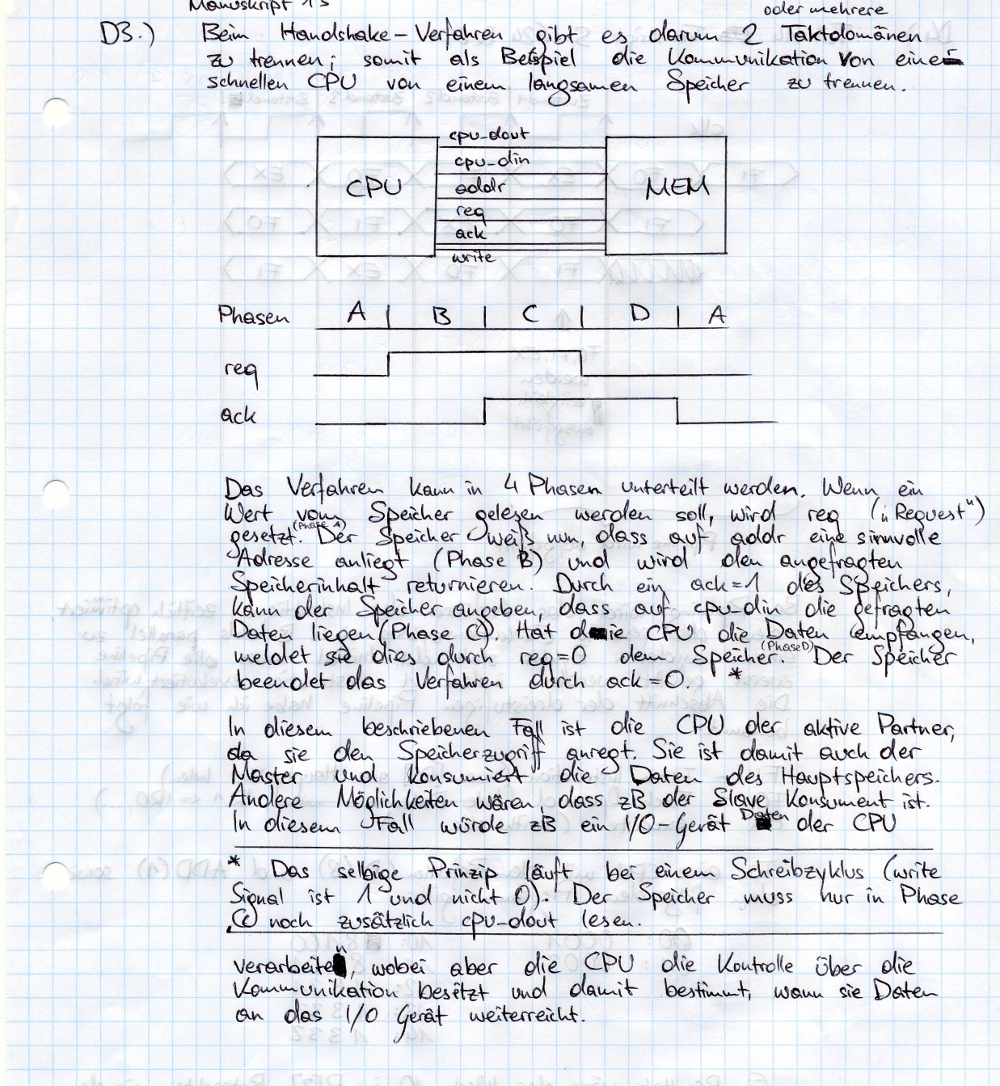 Manuskript 13
oder mehrere
D3.) Beim Handshake-Verfahren gibt es darum 2 Taktdomänen
zu trennen; somit als Beispiel die Kommunikation von einer
schnellen CPU von einem langsamen Speicher zu trennen.
cpu-dout
cpu-din
CPU addr MEM
req
ack
write
Phasen A | B | C | D | A
req
ack
Das Verfahren kann in 4 Phasen unterteilt werden. Wenn ein
Wert vom Speicher gelesen werden soll, wird req („Request")
gesetzt. (Phase A) Der Speicher weiß nun, dass auf addr eine sinnvolle
Adresse anliegt (Phase B) und wird den angefragten
Speicherinhalt returnieren. Durch ein ack=1 des Speichers,
kann der Speicher angeben, dass auf cpu-din die gefragten
Daten liegen (Phase C). Hat die CPU die Daten empfangen,
meldet sie dies durch req=0 dem Speicher. (Phase D) Der Speicher
beendet das Verfahren durch ack=0. *
In diesem beschriebenen Fall ist die CPU der aktive Partner,
da sie den Speicherzugriff anregt. Sie ist damit auch der
Master und konsumiert die Daten des Hauptspeichers.
Andere Möglichkeiten wären, dass zB der Slave Konsument ist.
In diesem Fall würde zB ein I/O-Gerät Daten der CPU
* Das selbige Prinzip läuft bei einem Schreibzyklus (write
Signal ist 1 und nicht 0). Der Speicher muss nur in Phase
C noch zusätzlich cpu-dout lesen.
verarbeiten, wobei aber die CPU die Kontrolle über die
Kommunikation besitzt und damit bestimmt, wann sie Daten
an das I/O Gerät weiterreicht.